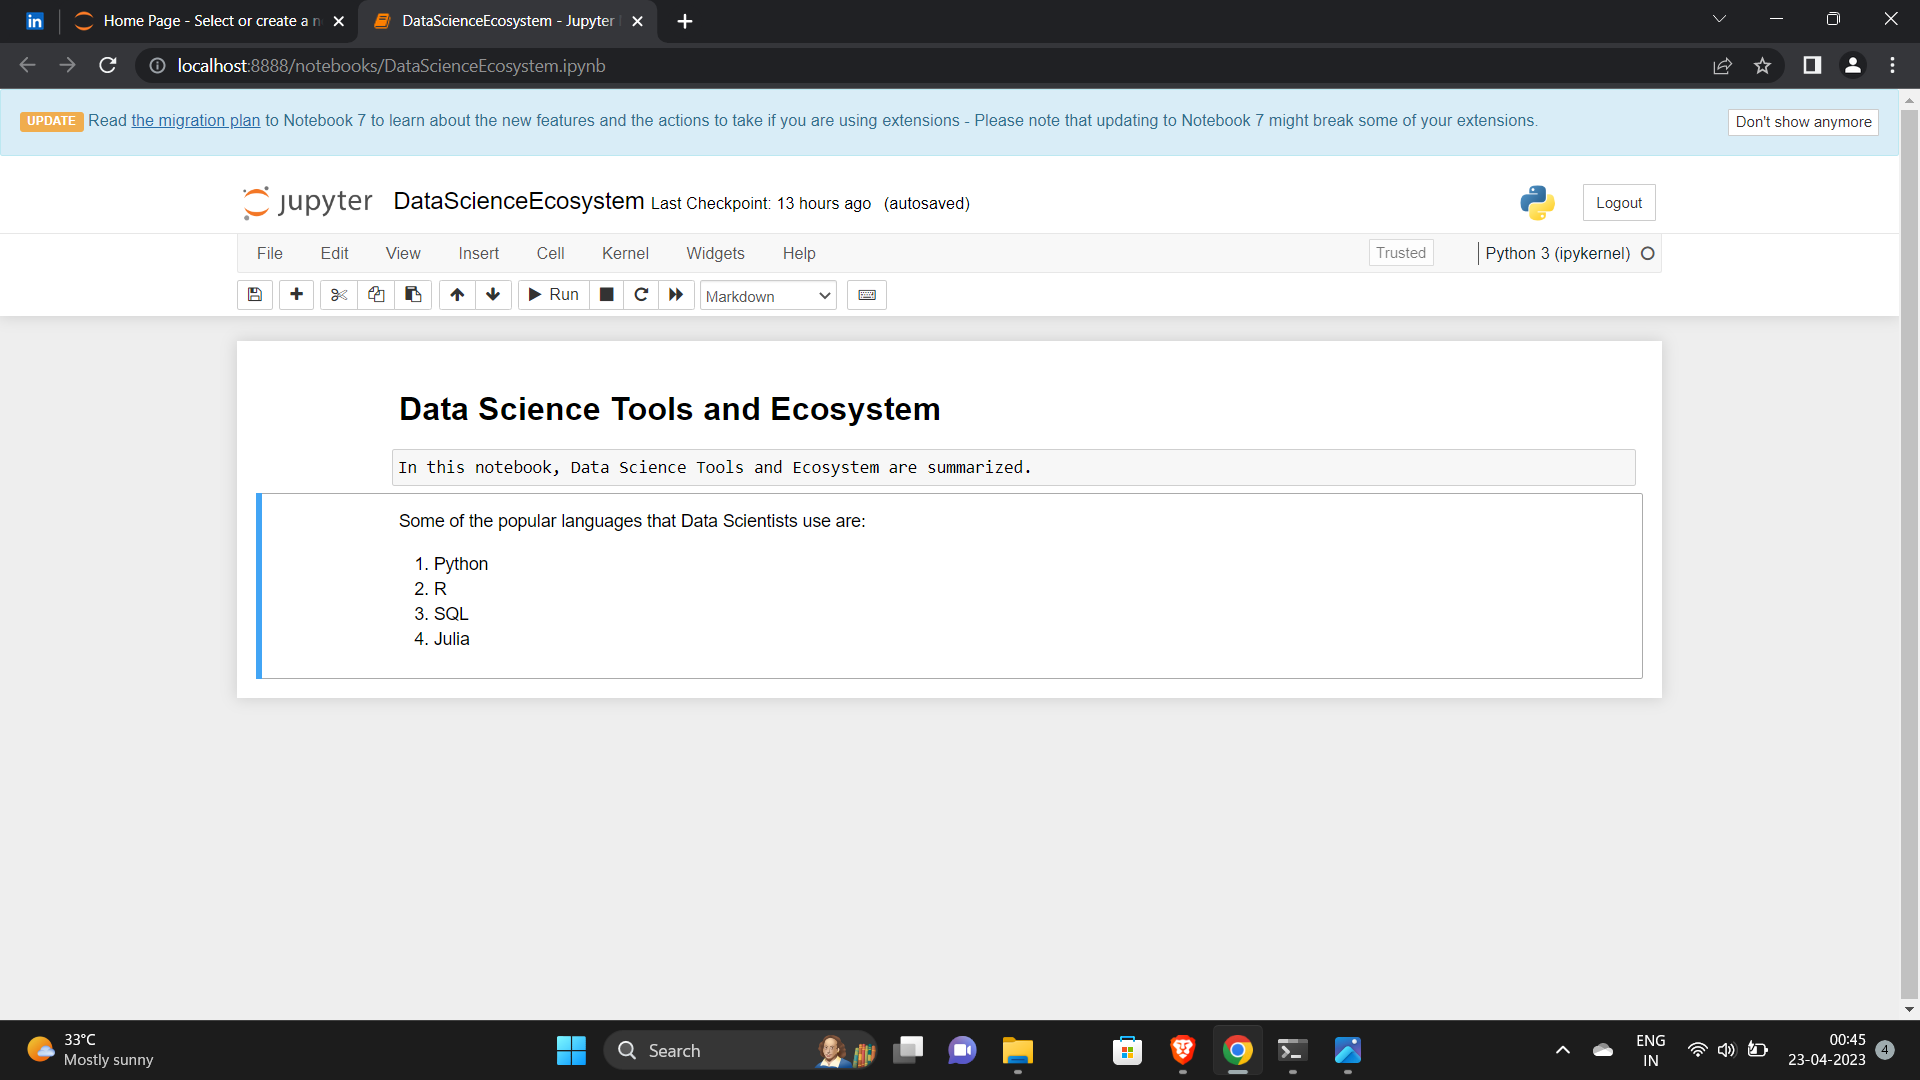 Home Page - Select or create a n
DataScienceEcosystem - Jupyter
localhost:8888/notebooks/DataScienceEcosystem.ipynb
UPDATE Read the migration plan to Notebook 7 to learn about the new features and the actions to take if you are using extensions - Please note that updating to Notebook 7 might break some of your extensions.
Don't show anymore
jupyter DataScienceEcosystem Last Checkpoint: 13 hours ago (autosaved)
Logout
File Edit View Insert Cell Kernel Widgets Help
Trusted
Python 3 (ipykernel)
Run
Markdown
Data Science Tools and Ecosystem
In this notebook, Data Science Tools and Ecosystem are summarized.
Some of the popular languages that Data Scientists use are:
1. Python
2. R
3. SQL
4. Julia
33°C
Mostly sunny
Search
ENG
IN
00:45
23-04-2023
4